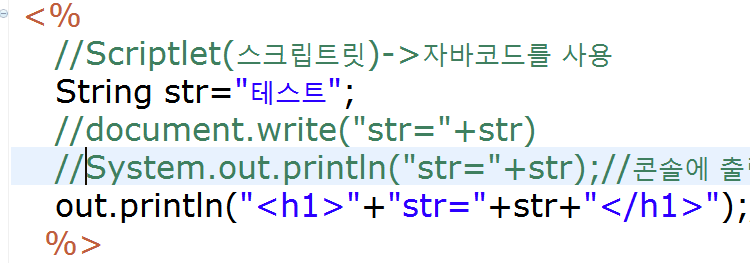 <%
//Scriptlet(스크립트릿)->자바코드를 사용
String str="테스트";
//document.write("str="+str)
//System.out.println("str="+str);//콘솔에
out.println("<h1>"+"str="+str+"</h1>");
%>